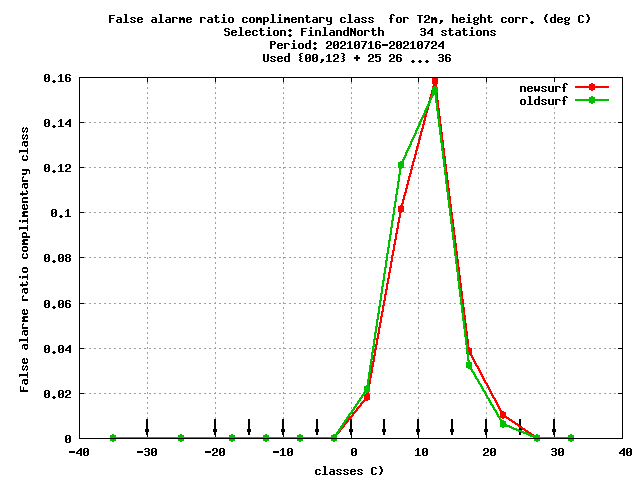 False alarme ratio complimentary class  for T2m, height corr. (deg C)
Selection: FinlandNorth     34 stations
Period: 20210716-20210724
Used {00,12} + 25 26 ... 36
newsurf
oldsurf
False alarme ratio complimentary class
0.16
0.14
0.12
0.1
0.08
0.06
0.04
0.02
0
-40 -30 -20 -10 0 10 20 30 40
classes C)